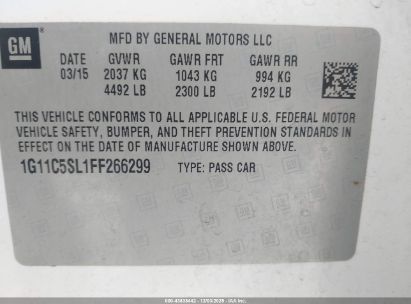 GM
MFD BY GENERAL MOTORS LLC
DATE GVWR GAWR FRT GAWR RR
03/15 2037 KG 1043 KG 994 KG
4492 LB 2300 LB 2192 LB
THIS VEHICLE CONFORMS TO ALL APPLICABLE U.S. FEDERAL MOTOR
VEHICLE SAFETY, BUMPER, AND THEFT PREVENTION STANDARDS
IN EFFECT ON THE DATE OF MANUFACTURE SHOWN ABOVE.
1G11C5SL1FF266299 TYPE: PASS CAR